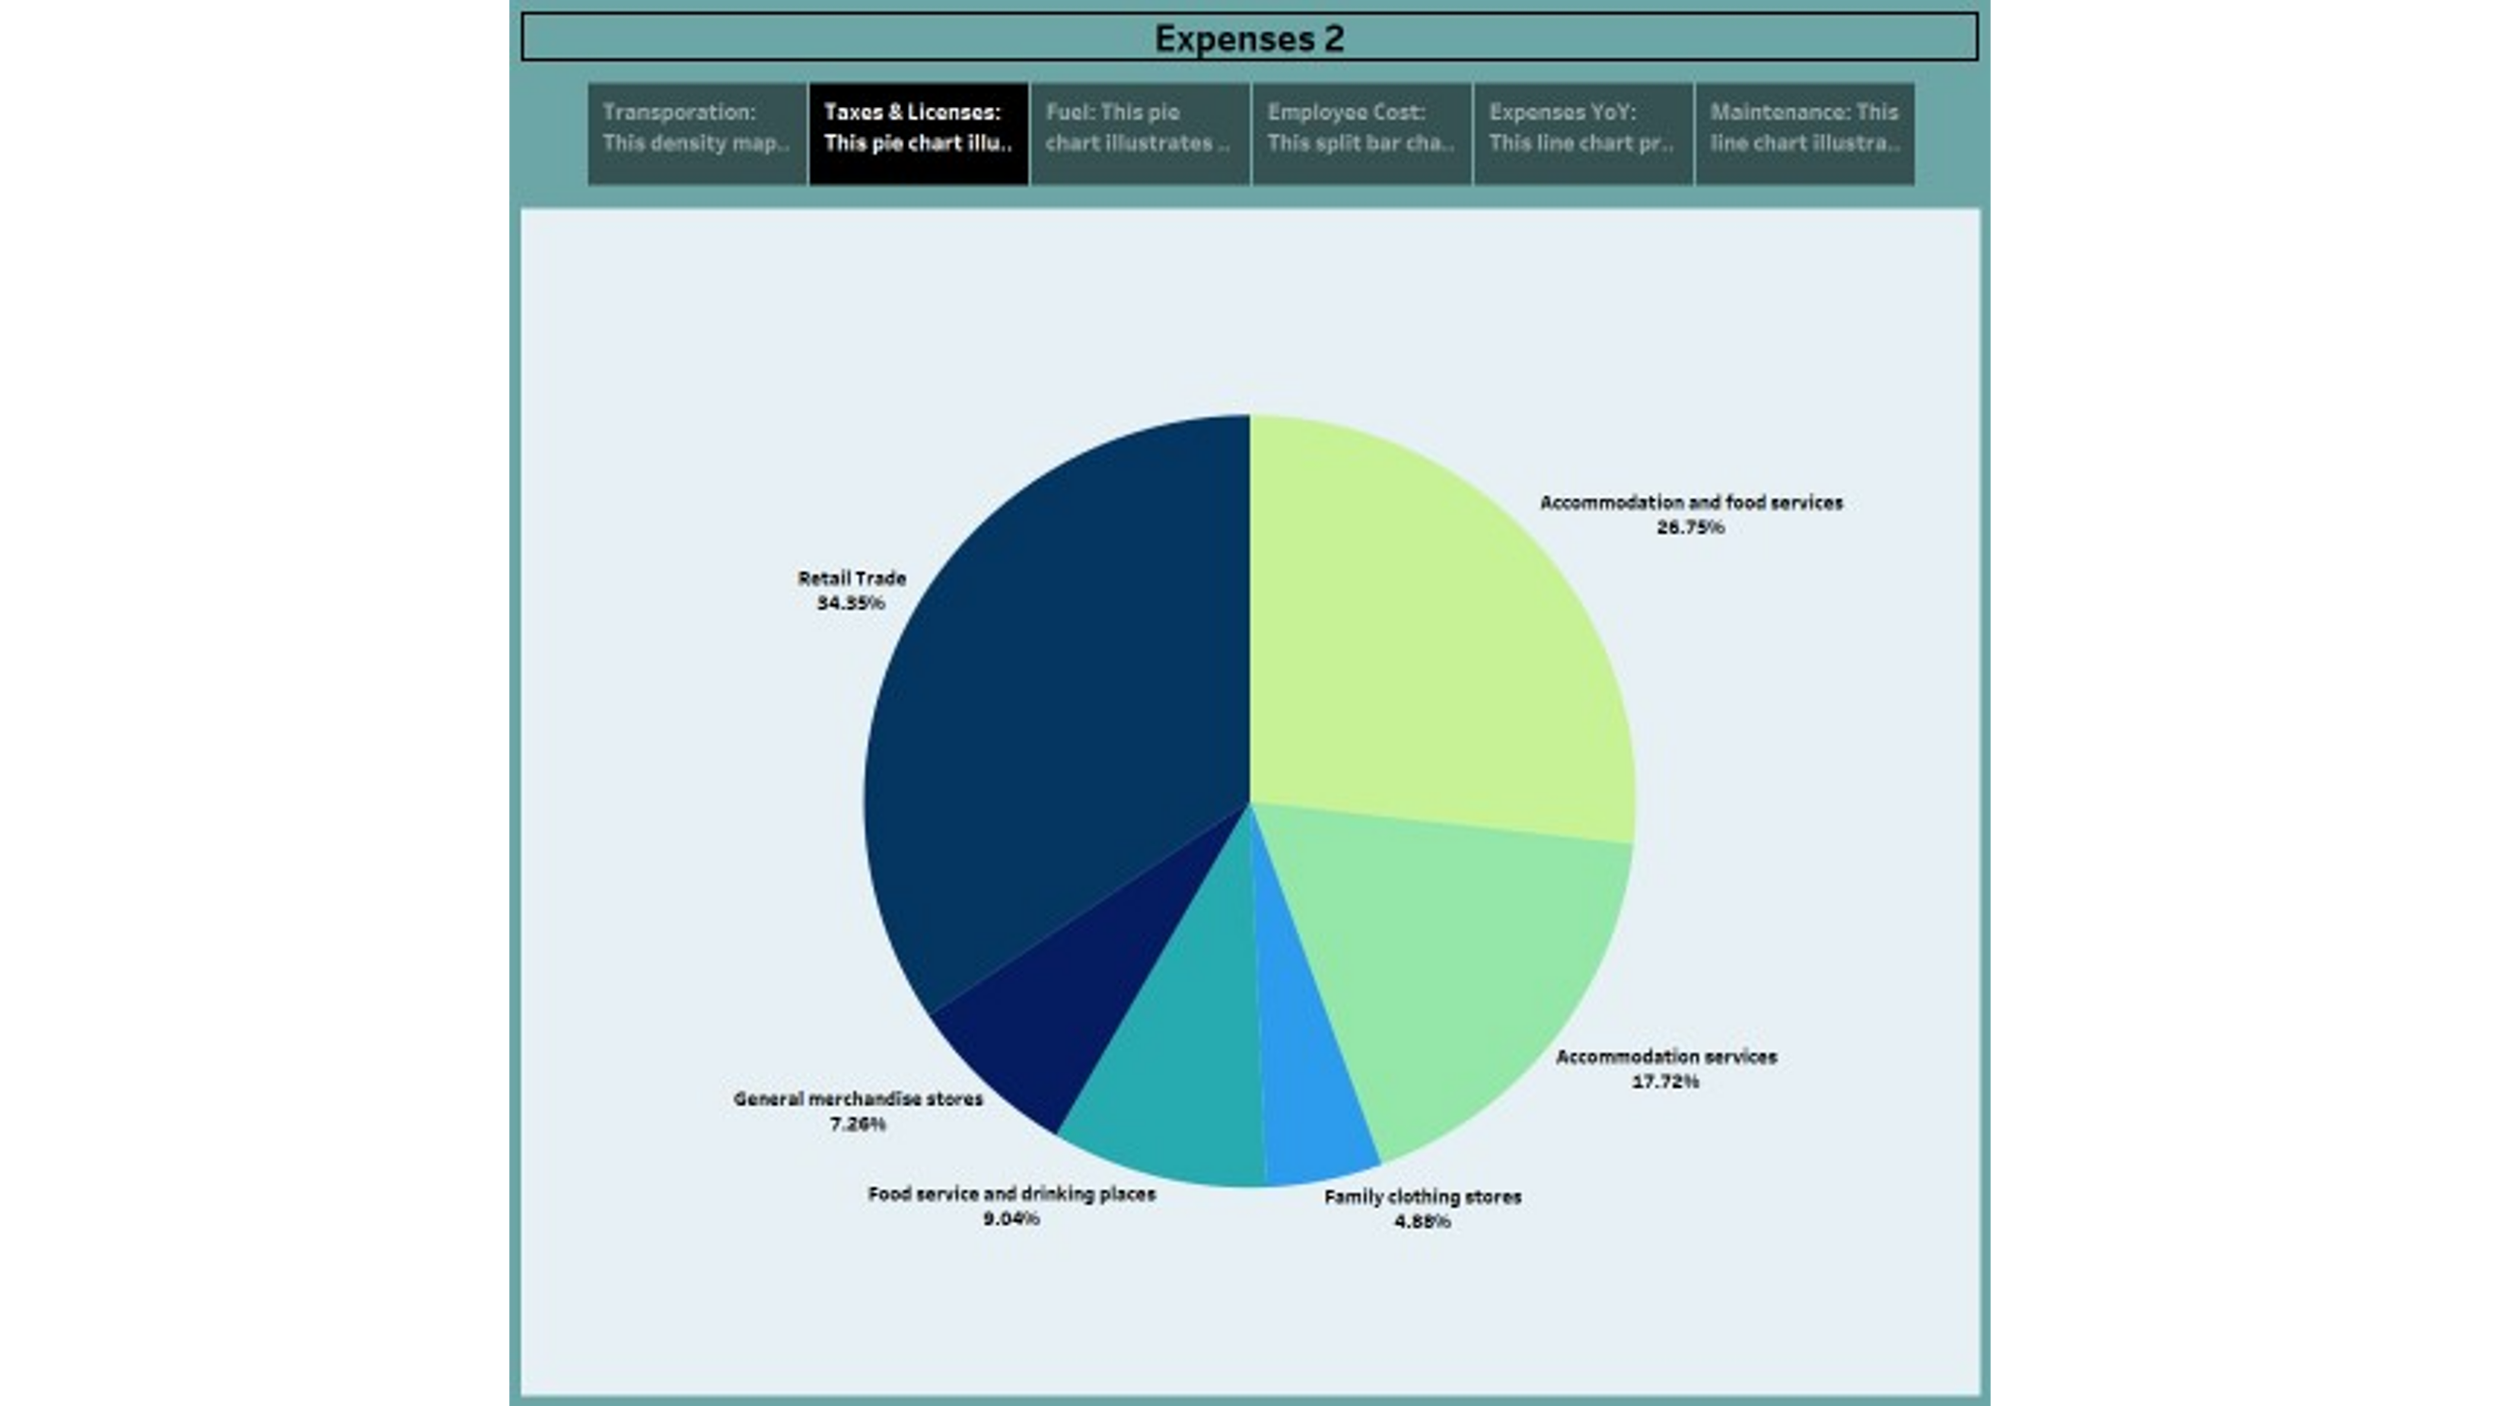 Expenses 2
Transporation:
This density map..
Taxes & Licenses:
This pie chart illu..
Fuel: This pie
chart illustrates ..
Employee Cost:
This split bar cha..
Expenses YoY:
This line chart pr..
Maintenance: This
line chart illustra..
Accommodation and food services
26.75%
Retail Trade
34.35%
Accommodation services
17.72%
General merchandise stores
7.26%
Food service and drinking places
9.04%
Family clothing stores
4.88%